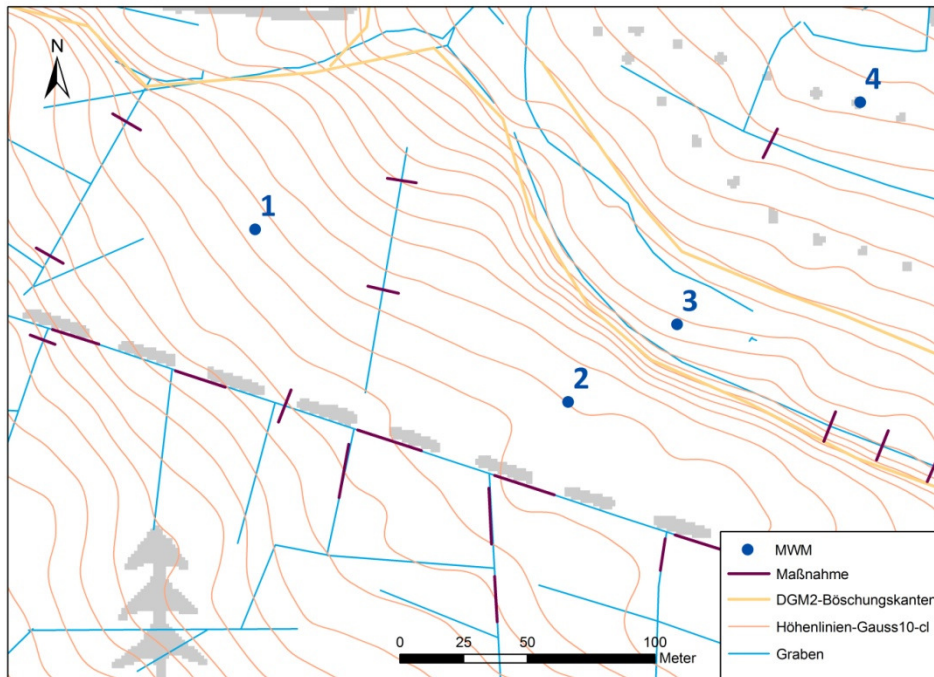 N
4
1
3
2
MWM
Maßnahme
DGM2-Böschungskanten
Höhenlinien-Gauss10-cl
Graben
0 25 50 100
Meter